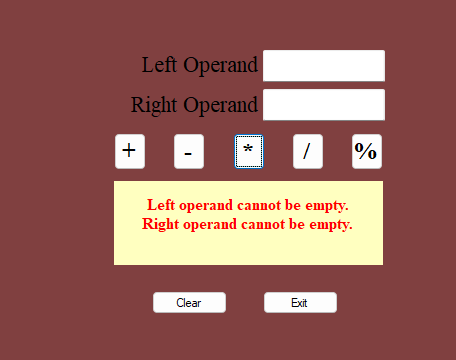 Left Operand
Right Operand
+ - * / %
Left operand cannot be empty.
Right operand cannot be empty.
Clear Exit